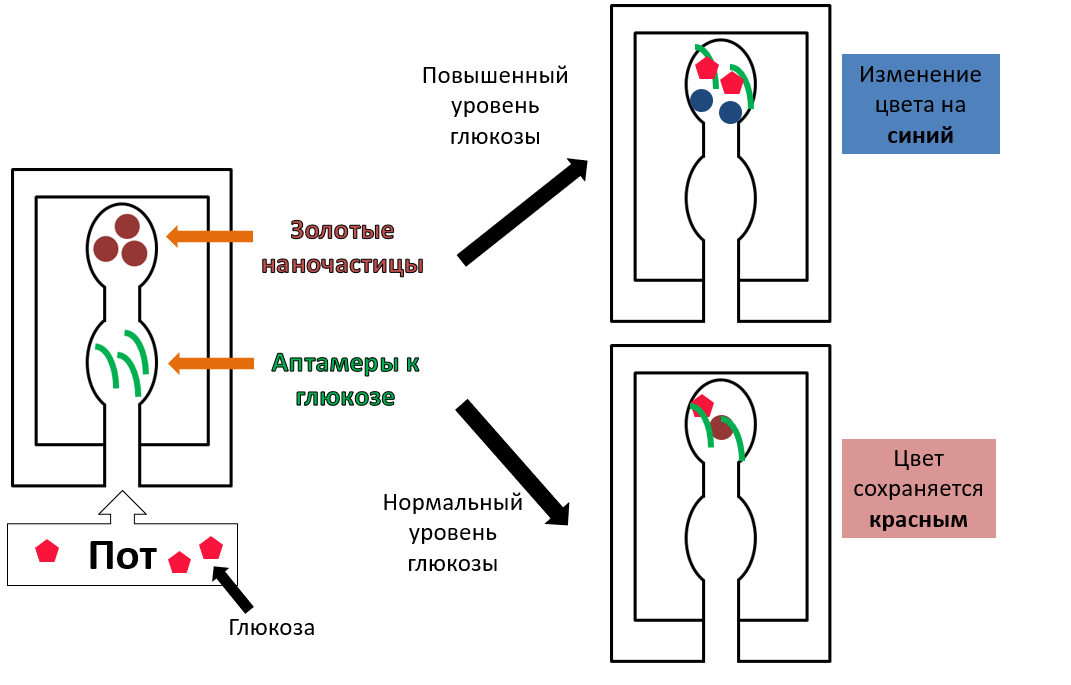 Повышенный
уровень
глюкозы
Изменение
цвета на
синий
Золотые
наночастицы
Аптамеры к
глюкозе
Нормальный
уровень
глюкозы
Цвет
сохраняется
красным
Пот
Глюкоза